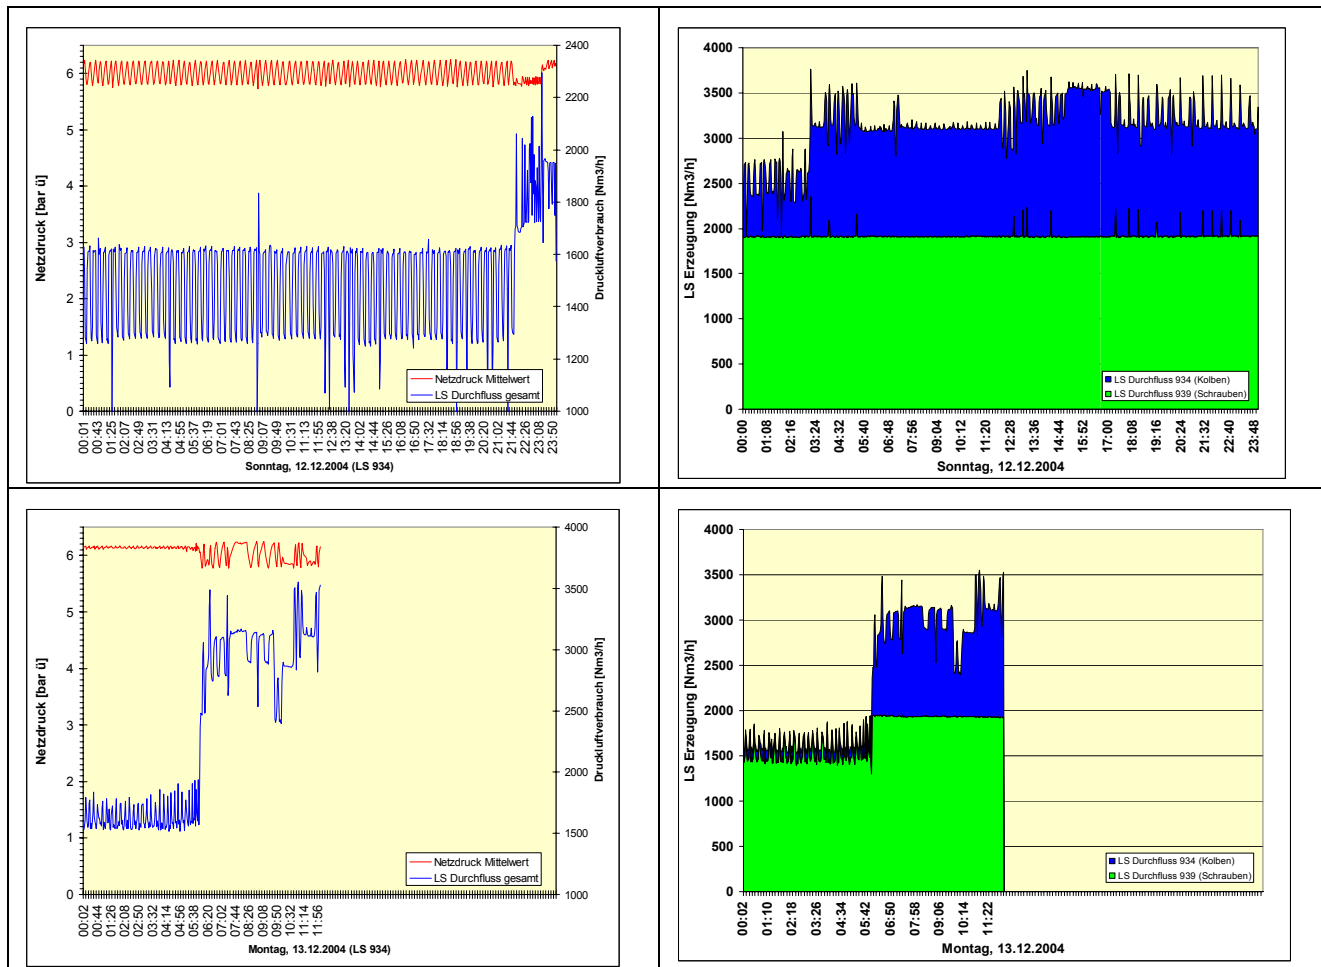 2400
2200
2000
1800
1600
1400
1200
1000
6
5
4
3
2
1
0
Netzdruck [bar ü]
Druckluftverbrauch [Nm3/h]
Netzdruck Mittelwert
LS Durchfluss gesamt
00:01 00:43 01:25 02:07 02:49 03:31 04:13 04:55 05:37 06:19 07:01 07:43 08:25 09:07 09:49 10:31 11:13 11:55 12:38 13:20 14:02 14:44 15:26 16:08 16:50 17:32 18:14 18:56 19:38 20:20 21:02 21:44 22:26 23:08 23:50
Sonntag, 12.12.2004 (LS 934)
4000
3500
3000
2500
2000
1500
1000
500
0
LS Erzeugung [Nm3/h]
LS Durchfluss 934 (Kolben)
LS Durchfluss 939 (Schrauben)
00:00 01:08 02:16 03:24 04:32 05:40 06:48 07:56 09:04 10:12 11:20 12:28 13:36 14:44 15:52 17:00 18:08 19:16 20:24 21:32 22:40 23:48
Sonntag, 12.12.2004
4000
3500
3000
2500
2000
1500
1000
6
5
4
3
2
1
0
Netzdruck [bar ü]
Druckluftverbrauch [Nm3/h]
Netzdruck Mittelwert
LS Durchfluss gesamt
00:02 00:44 01:26 02:08 02:50 03:32 04:14 04:56 05:38 06:20 07:02 07:44 08:26 09:08 09:50 10:32 11:14 11:56
Montag, 13.12.2004 (LS 934)
4000
3500
3000
2500
2000
1500
1000
500
0
LS Erzeugung [Nm3/h]
LS Durchfluss 934 (Kolben)
LS Durchfluss 939 (Schrauben)
00:02 01:10 02:18 03:26 04:34 05:42 06:50 07:58 09:06 10:14 11:22
Montag, 13.12.2004